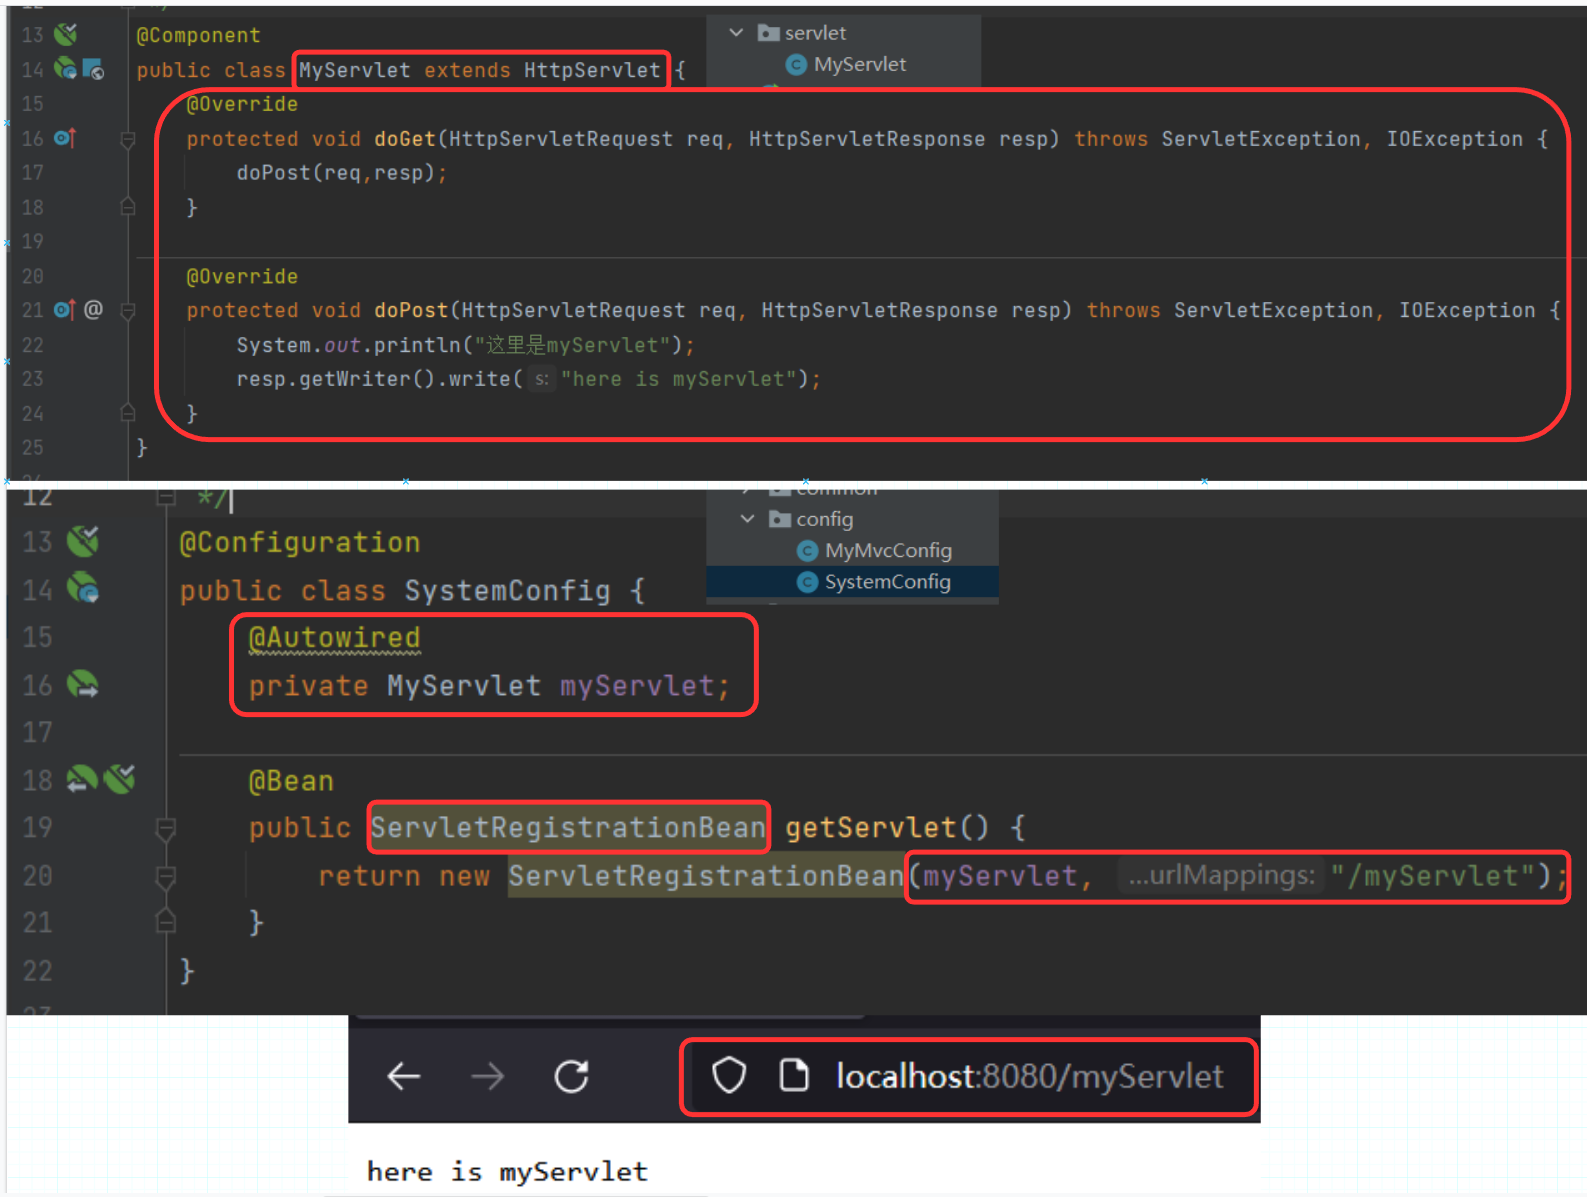 13 @Component
servlet
14 public class MyServlet extends HttpServlet {
MyServlet
15 @Override
16 protected void doGet(HttpServletRequest req, HttpServletResponse resp) throws ServletException, IOException {
17 doPost(req,resp);
18 }
19
20 @Override
21 @ protected void doPost(HttpServletRequest req, HttpServletResponse resp) throws ServletException, IOException {
22 System.out.println("这里是myServlet");
23 resp.getWriter().write( s: "here is myServlet");
24 }
25 }
12 */
common
config
13 @Configuration
MyMvcConfig
14 public class SystemConfig {
SystemConfig
15 @Autowired
16 private MyServlet myServlet;
17
18 @Bean
19 public ServletRegistrationBean getServlet() {
20 return new ServletRegistrationBean(myServlet, ...urlMappings: "/myServlet");
21 }
22 }
23
localhost:8080/myServlet
here is myServlet